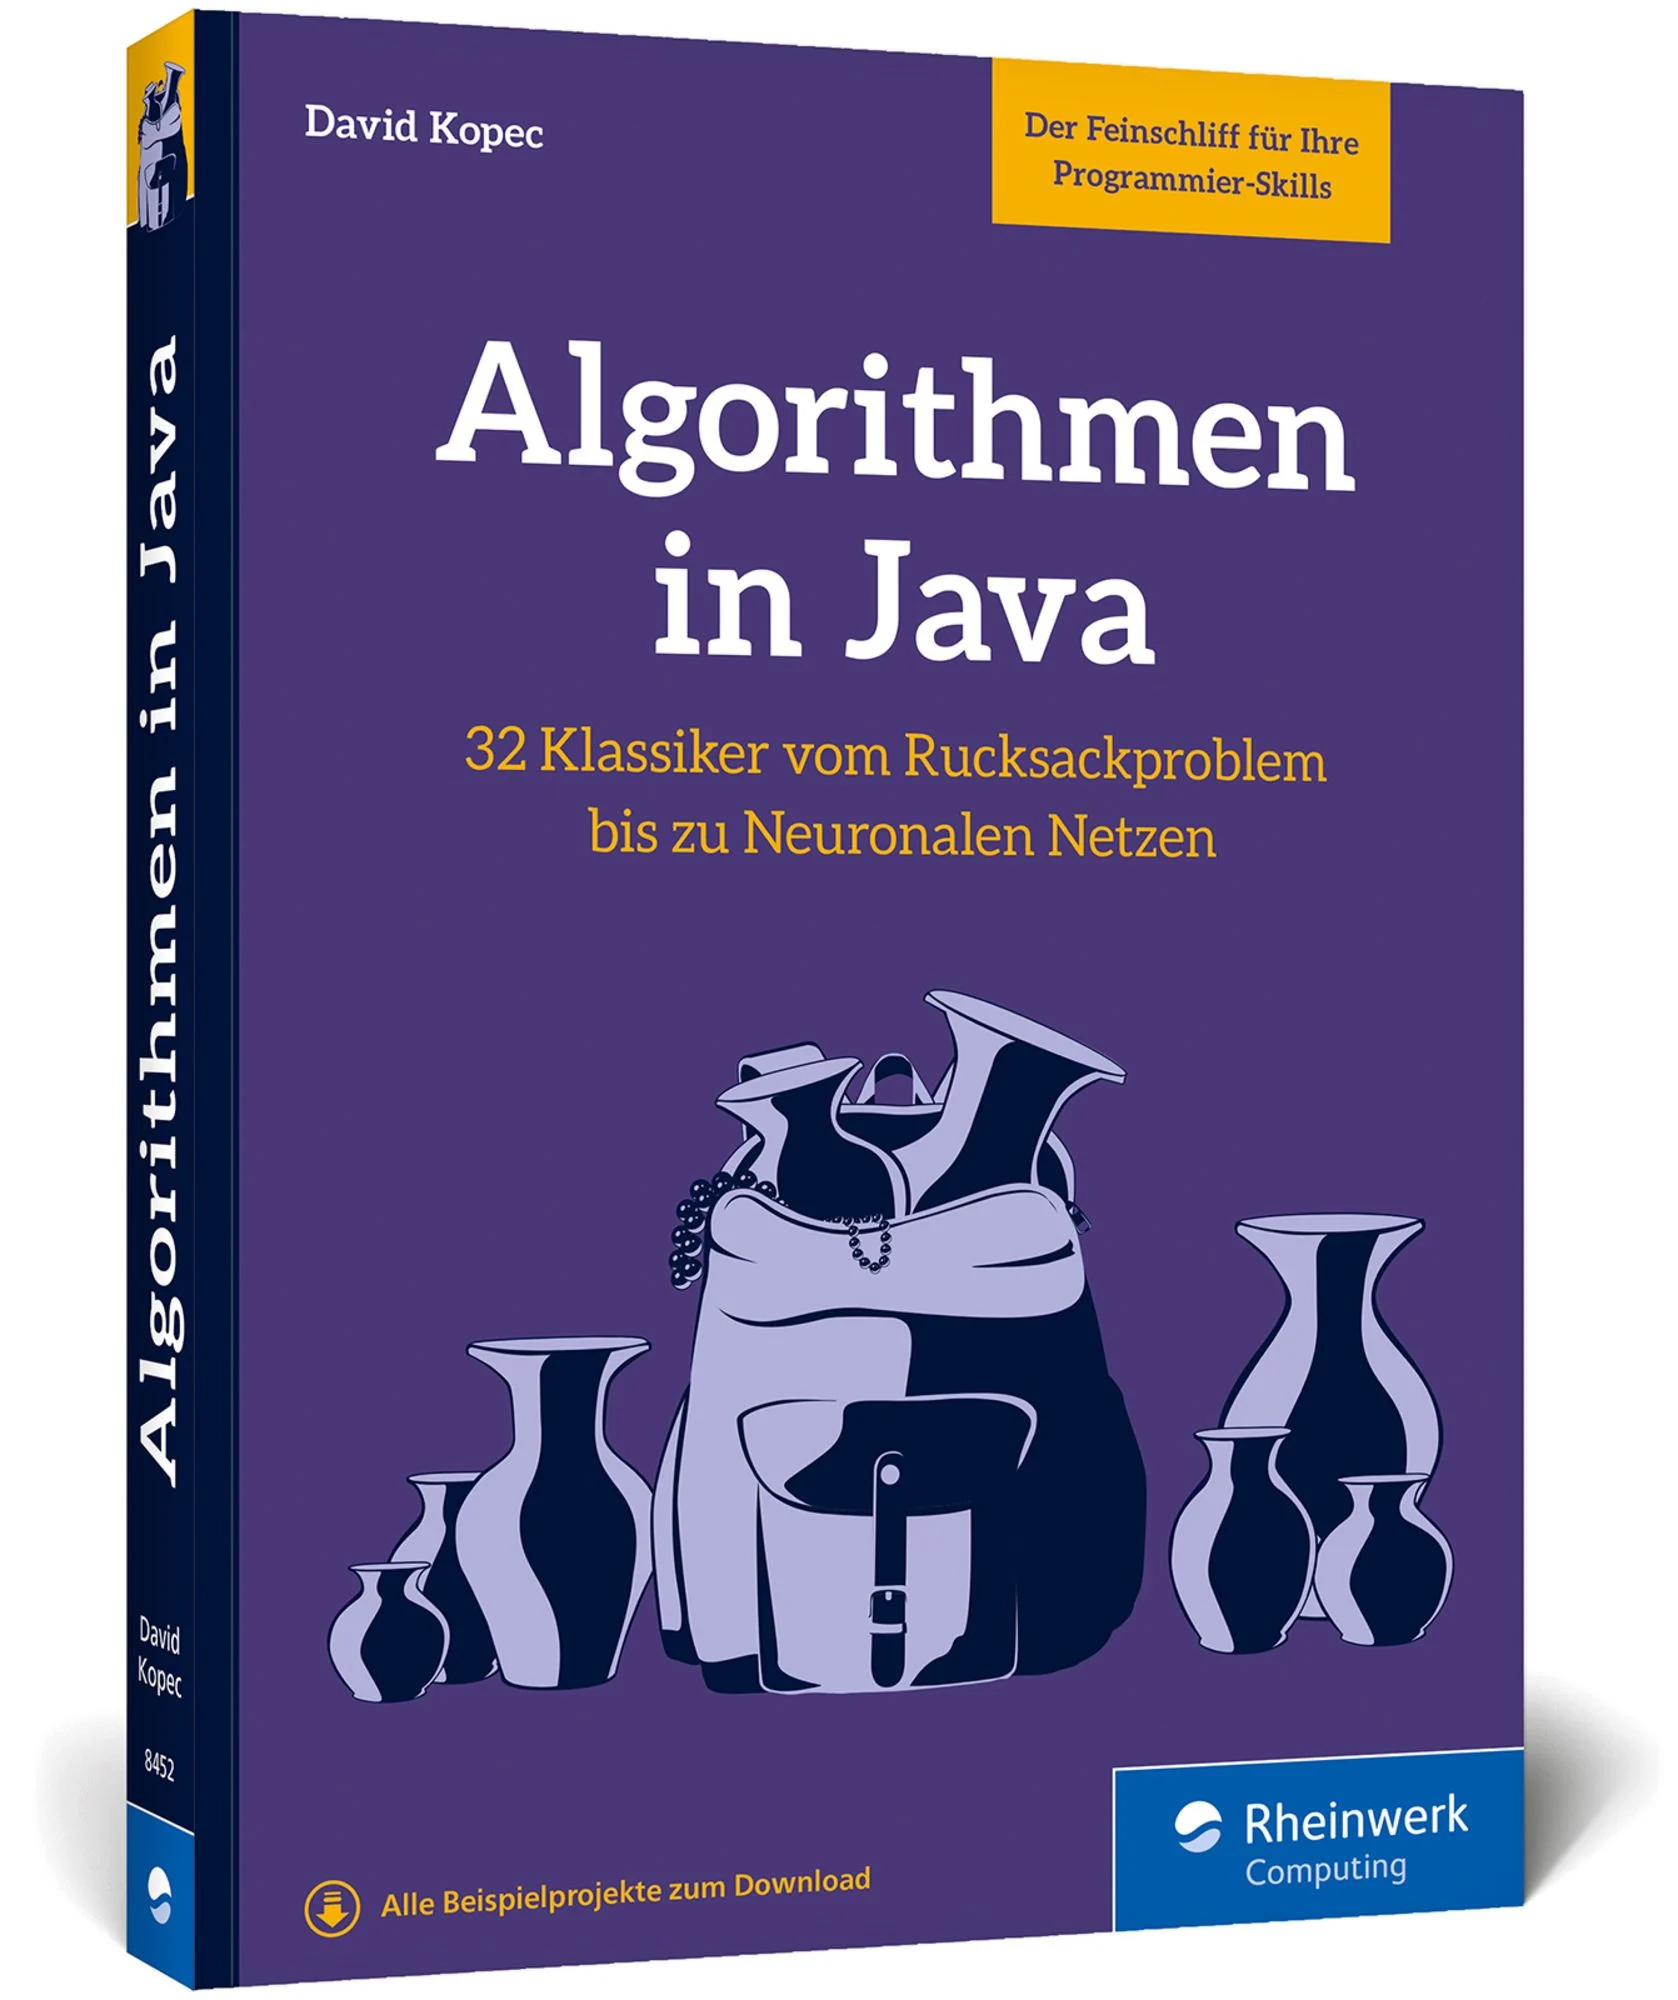 David Kopec
Der Feinschliff für Ihre
Programmier-Skills
Algorithmen
in Java
32 Klassiker vom Rucksackproblem
bis zu Neuronalen Netzen
Alle Beispielprojekte zum Download
Rheinwerk
Computing
Algorithmen in Java
David
Kopec
8452